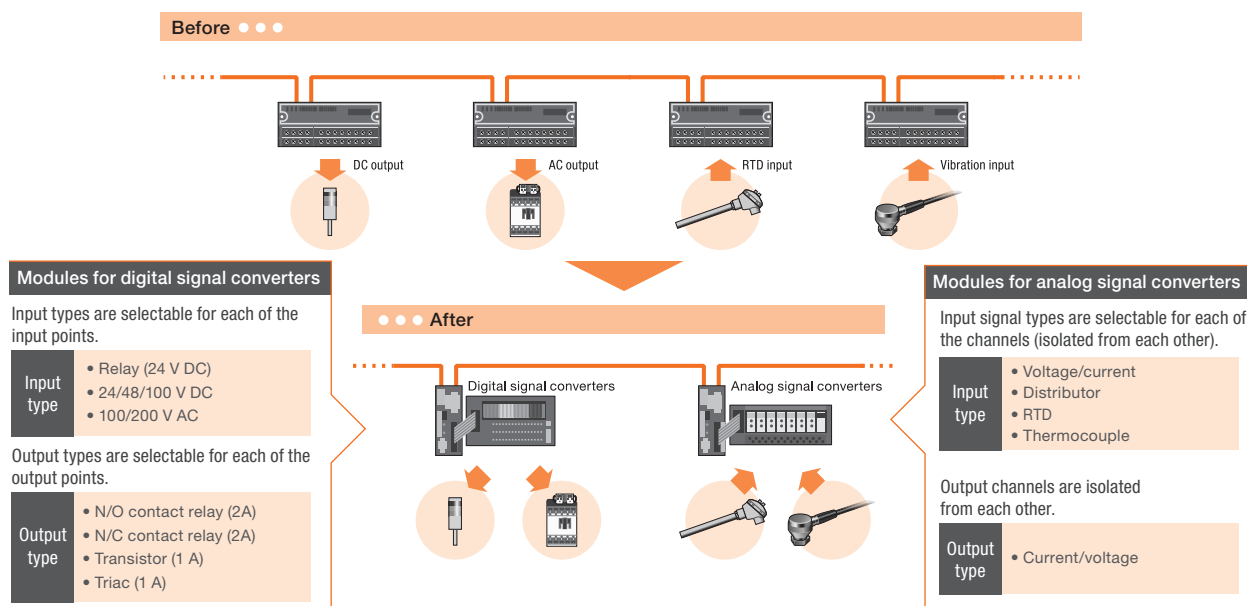 Before
DC output
AC output
RTD input
Vibration input
Modules for digital signal converters
Input types are selectable for each of the
input points.
Input
type
• Relay (24 V DC)
• 24/48/100 V DC
• 100/200 V AC
Output types are selectable for each of the
output points.
Output
type
• N/O contact relay (2A)
• N/C contact relay (2A)
• Transistor (1 A)
• Triac (1 A)
After
Digital signal converters
Analog signal converters
Modules for analog signal converters
Input signal types are selectable for each of
the channels (isolated from each other).
Input
type
• Voltage/current
• Distributor
• RTD
• Thermocouple
Output channels are isolated
from each other.
Output
type
• Current/voltage